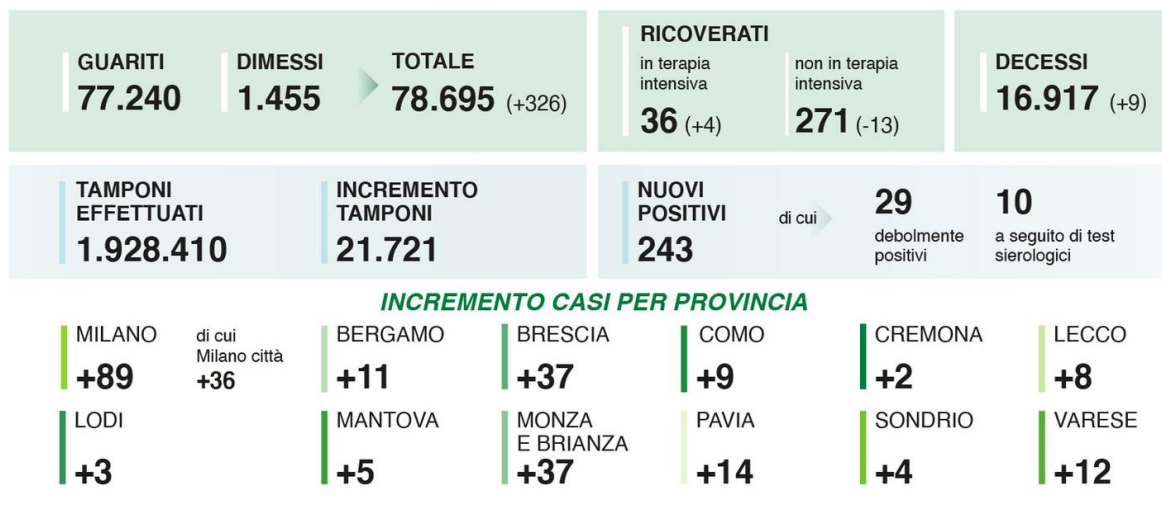 GUARITI
77.240
DIMESSI
1.455
TOTALE
78.695 (+326)
RICOVERATI
in terapia
intensiva
36 (+4)
non in terapia
intensiva
271 (-13)
DECESSI
16.917 (+9)
TAMPONI
EFFETTUATI
1.928.410
INCREMENTO
TAMPONI
21.721
NUOVI
POSITIVI
243
di cui
29
debolmente
positivi
10
a seguito di test
sierologici
INCREMENTO CASI PER PROVINCIA
MILANO
+89
di cui
Milano città
+36
BERGAMO
+11
BRESCIA
+37
COMO
+9
CREMONA
+2
LECCO
+8
LODI
+3
MANTOVA
+5
MONZA
E BRIANZA
+37
PAVIA
+14
SONDRIO
+4
VARESE
+12